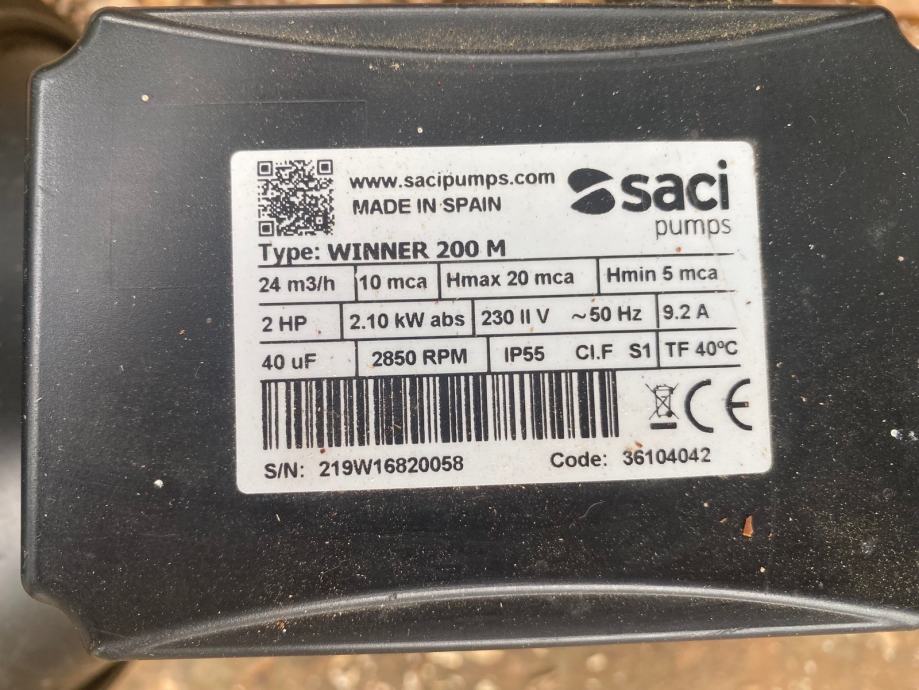 www.sacipumps.com
MADE IN SPAIN
saci
pumps
Type: WINNER 200 M
24 m3/h 10 mca Hmax 20 mca Hmin 5 mca
2 HP 2.10 kW abs 230 II V ~50 Hz 9.2 A
40 uF 2850 RPM IP55 CI.F S1 TF 40ºC
CE
S/N: 219W16820058 Code: 36104042